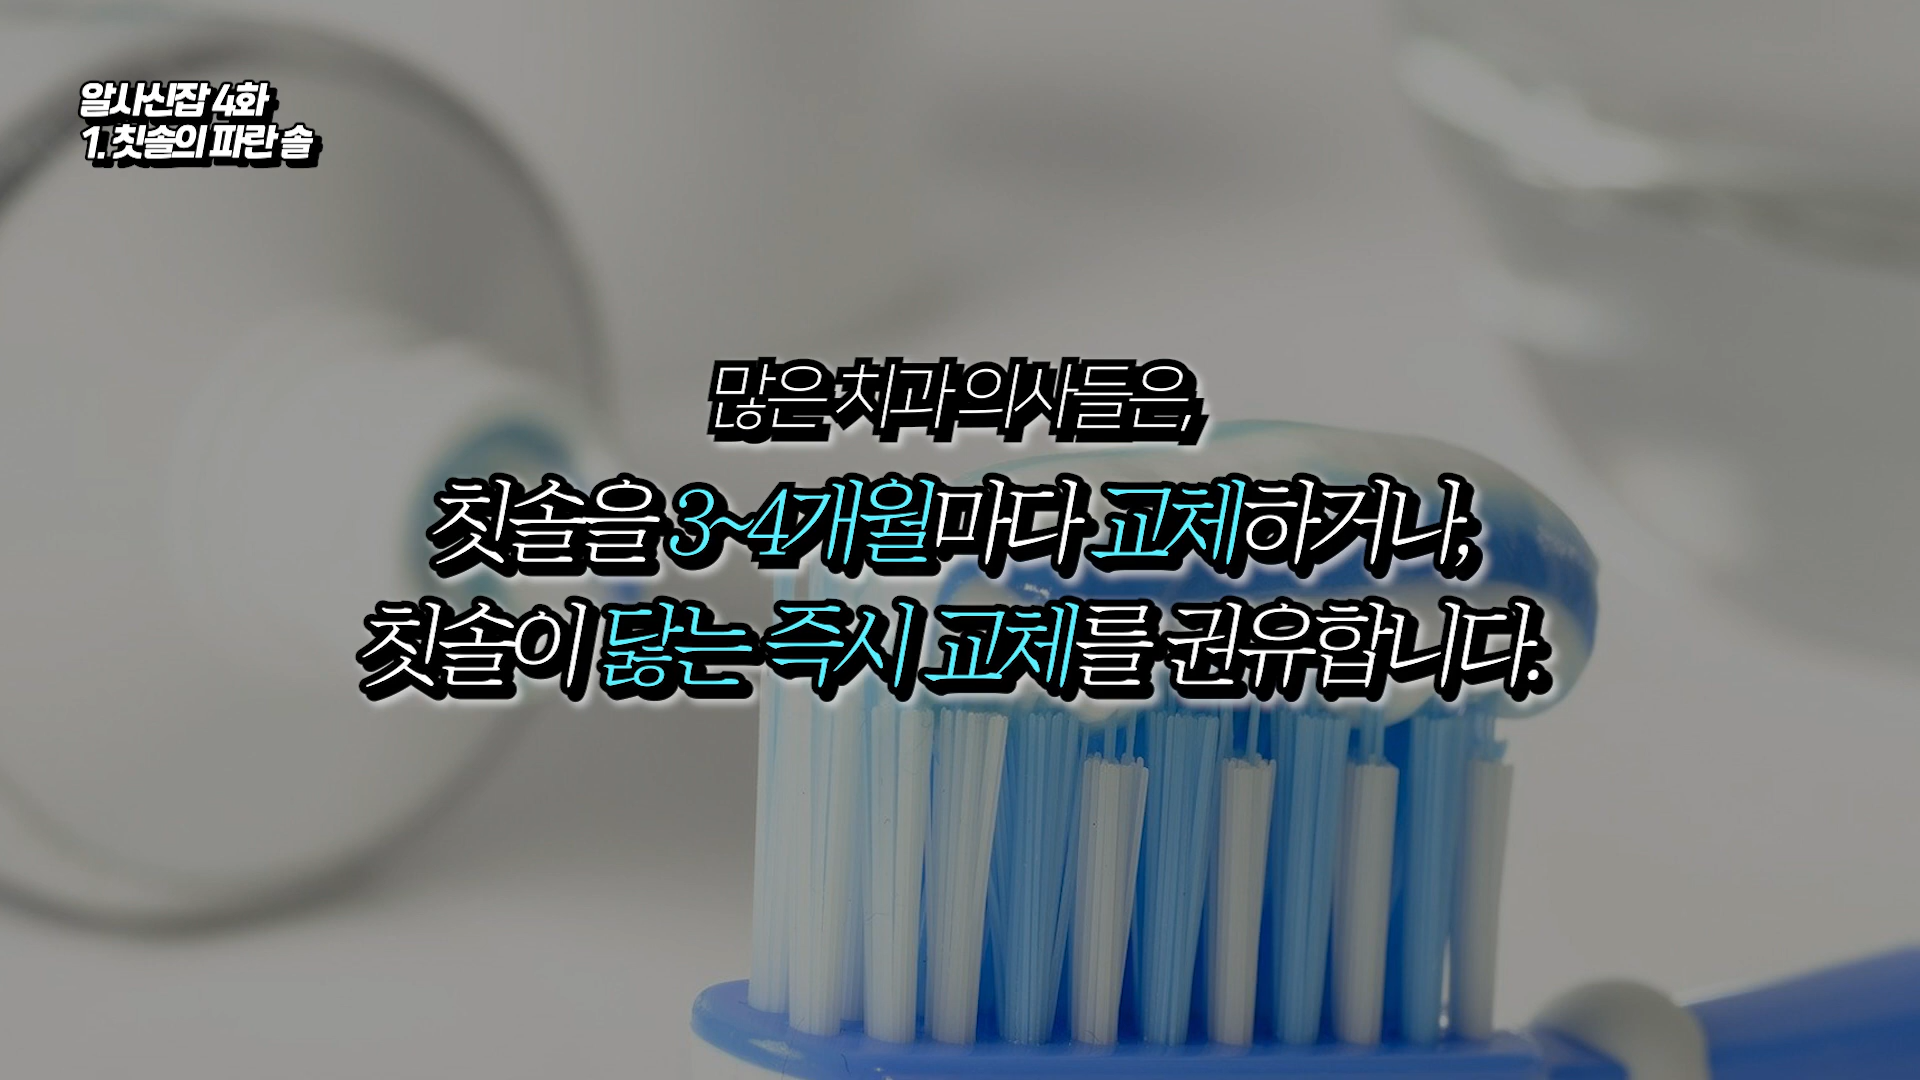 알사신잡 4화
1. 칫솔의 파란 솔
많은 치과 의사들은,
칫솔을 3~4개월마다 교체하거나,
칫솔이 닳는 즉시 교체를 권유합니다.